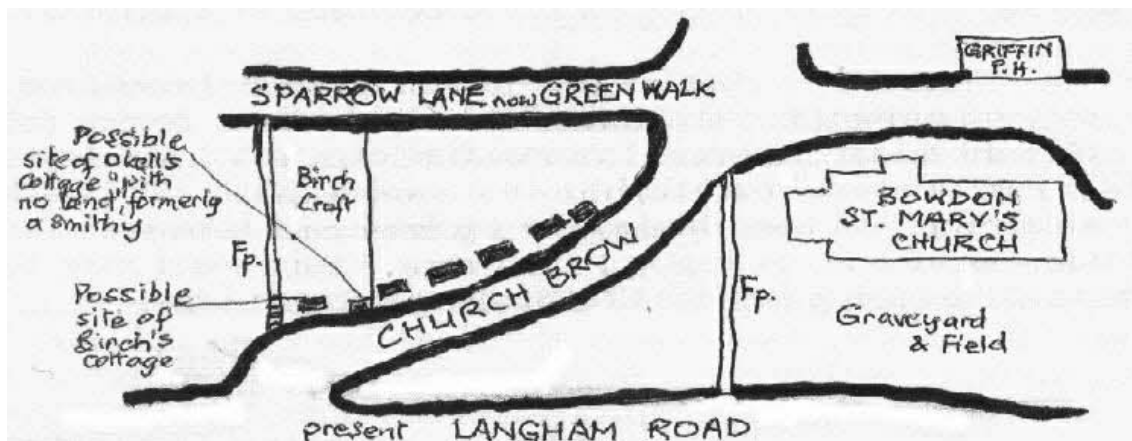 GRIFFIN
P.H.
SPARROW LANE now GREEN WALK
Possible
site of Okell's
cottage "with
no land", formerly
a smithy
Birch
Croft
BOWDON
ST. MARY'S
CHURCH
Fp.
CHURCH BROW
Fp.
Possible
site of
Birch's
cottage
Graveyard
& Field
present LANGHAM ROAD